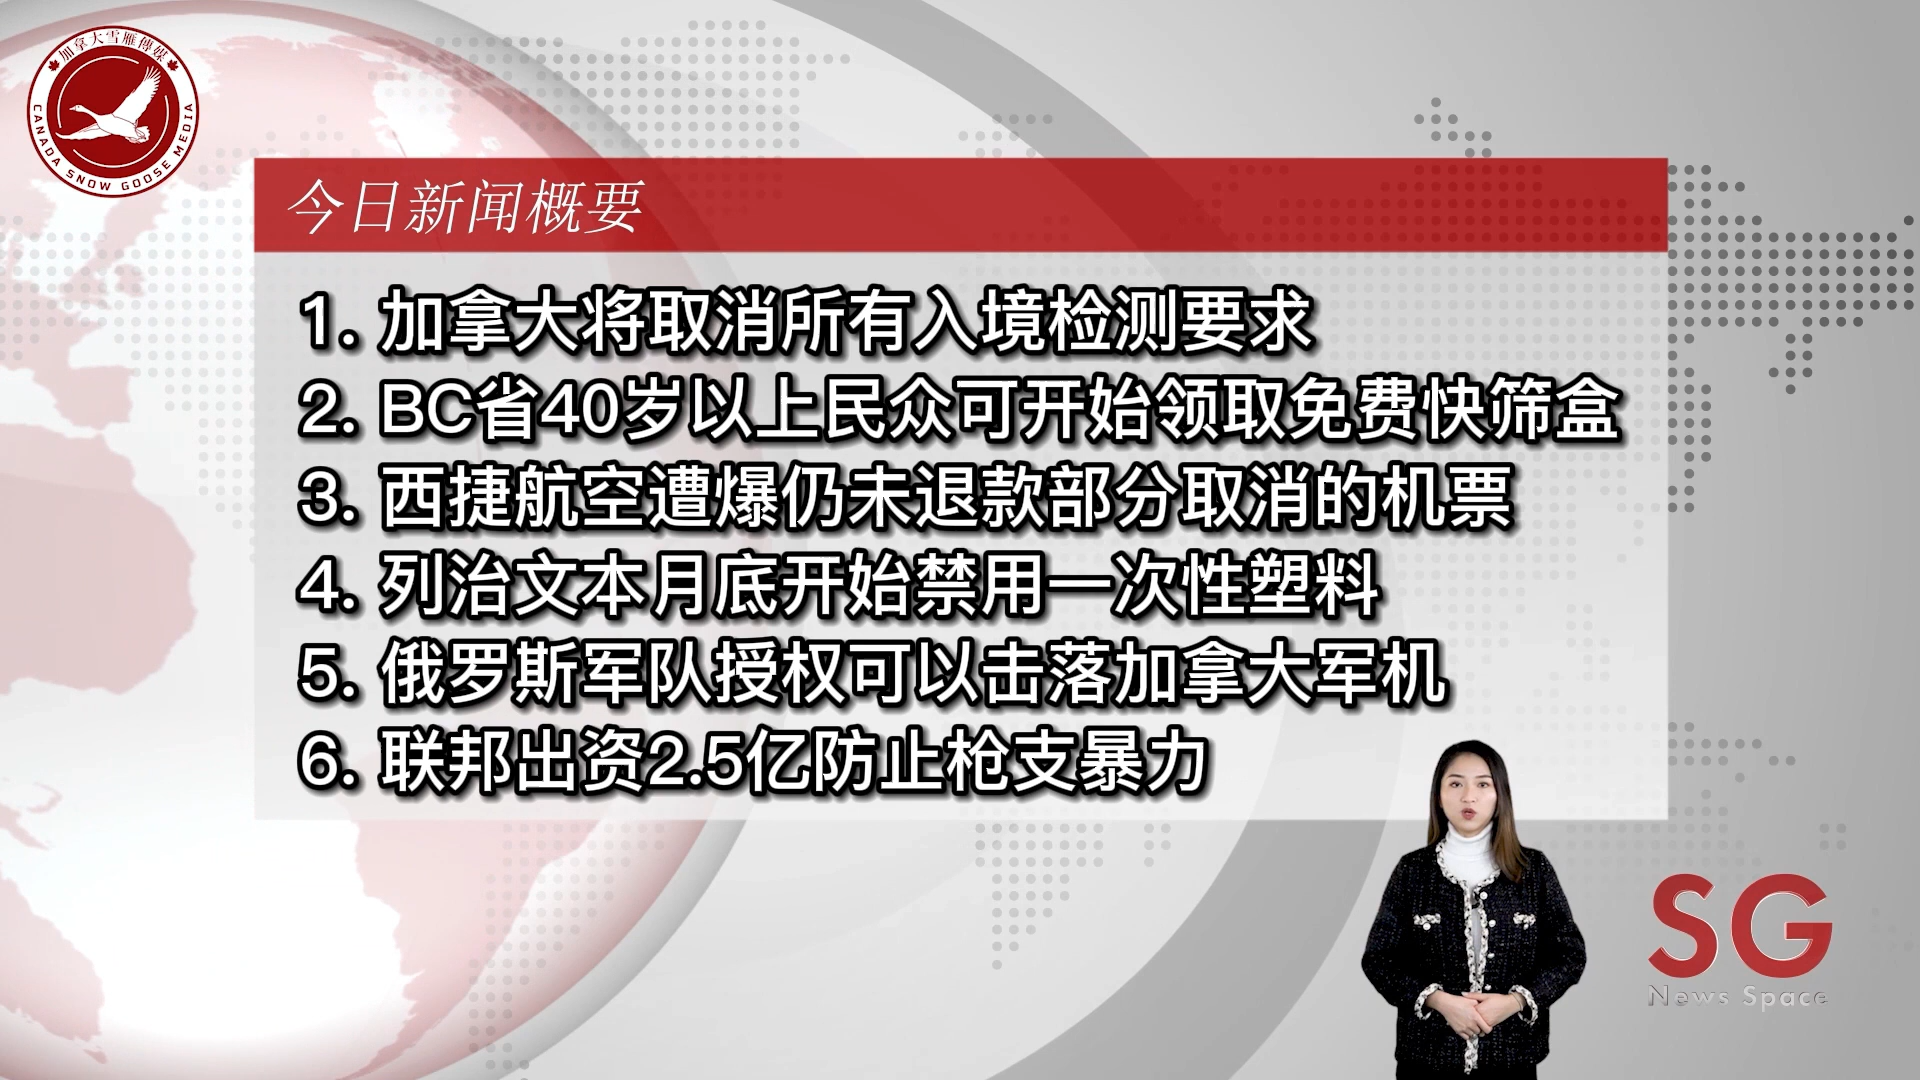 加拿大雪雁傳媒
CANADA SNOW GOOSE MEDIA
今日新闻概要
1. 加拿大将取消所有入境检测要求
2. BC省40岁以上民众可开始领取免费快筛盒
3. 西捷航空遭爆仍未退款部分取消的机票
4. 列治文本月底开始禁用一次性塑料
5. 俄罗斯军队授权可以击落加拿大军机
6. 联邦出资2.5亿防止枪支暴力
SG
News Space